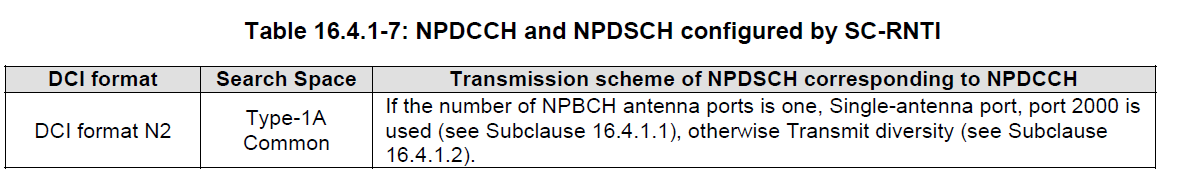 Table 16.4.1-7: NPDCCH and NPDSCH configured by SC-RNTI
DCI format Search Space Transmission scheme of NPDSCH corresponding to NPDCCH
DCI format N2
Type-1A
Common
If the number of NPBCH antenna ports is one, Single-antenna port, port 2000 is
used (see Subclause 16.4.1.1), otherwise Transmit diversity (see Subclause
16.4.1.2).